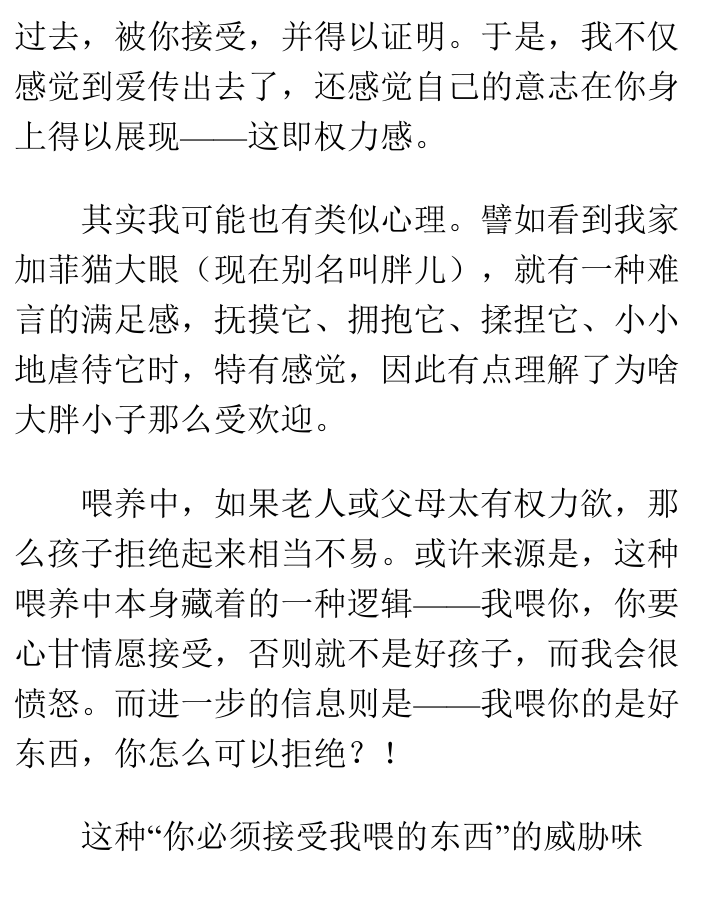 过去，被你接受，并得以证明。于是，我不仅
感觉到爱传出去了，还感觉自己的意志在你身
上得以展现——这即权力感。
其实我可能也有类似心理。譬如看到我家
加菲猫大眼（现在别名叫胖儿），就有一种难
言的满足感，抚摸它、拥抱它、揉捏它、小小
地虐待它时，特有感觉，因此有点理解了为啥
大胖小子那么受欢迎。
喂养中，如果老人或父母太有权力欲，那
么孩子拒绝起来相当不易。或许来源是，这种
喂养中本身藏着的一种逻辑——我喂你，你要
心甘情愿接受，否则就不是好孩子，而我会很
愤怒。而进一步的信息则是——我喂你的是好
东西，你怎么可以拒绝？！
这种“你必须接受我喂的东西”的威胁味